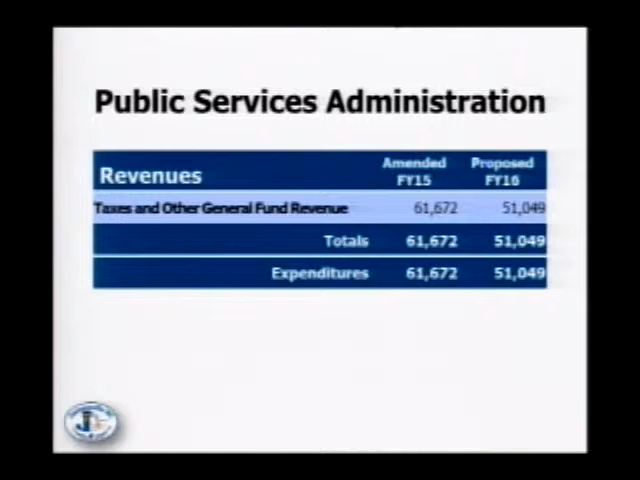 Public Services Administration
Revenues Amended FY15 Proposed FY16
Taxes and Other General Fund Revenue 61,672 51,049
Totals 61,672 51,049
Expenditures 61,672 51,049